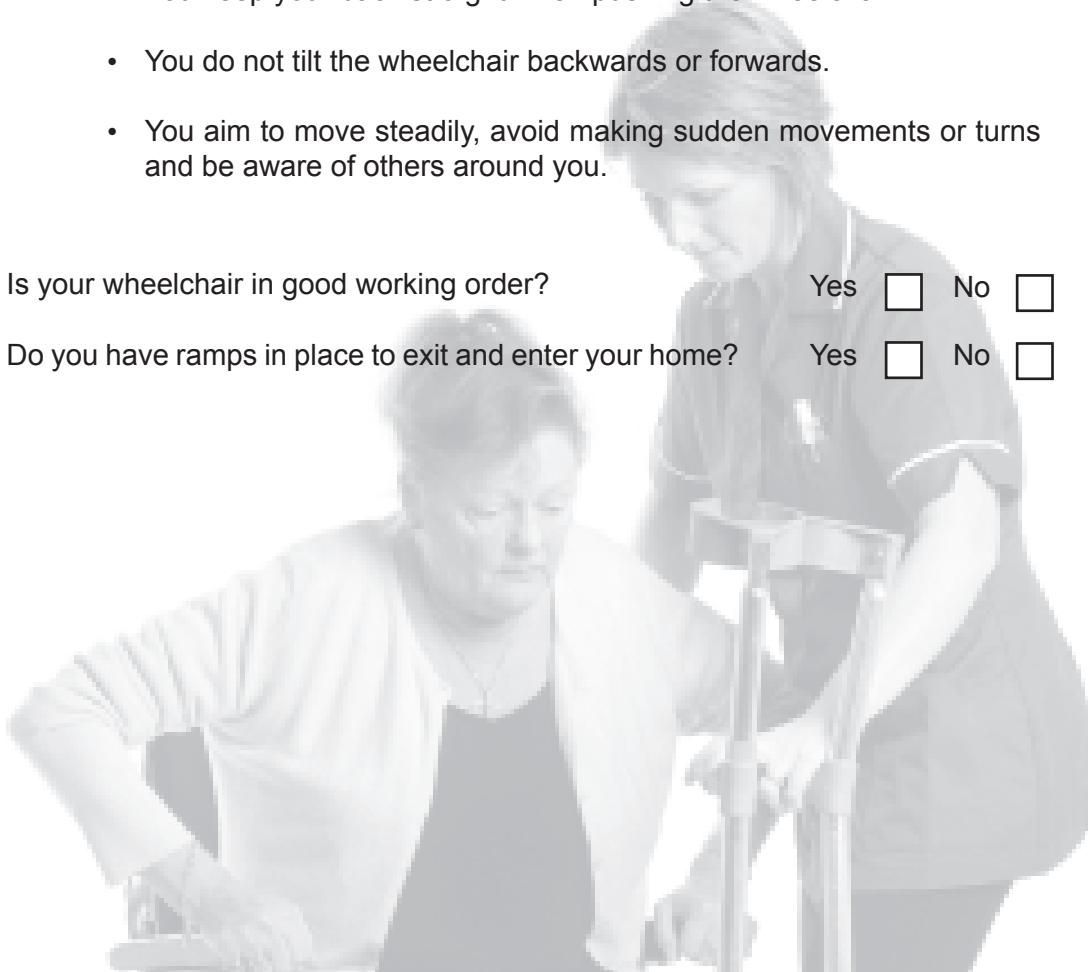 • You do not tilt the wheelchair backwards or forwards.
• You aim to move steadily, avoid making sudden movements or turns
and be aware of others around you.
Is your wheelchair in good working order? Yes No
Do you have ramps in place to exit and enter your home? Yes No